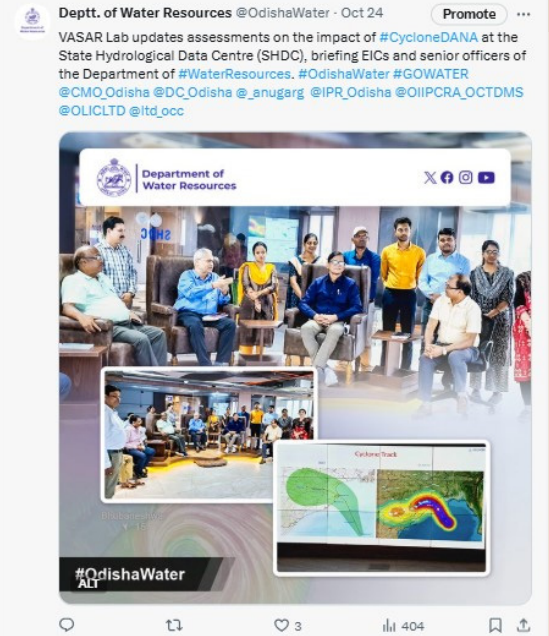 Deptt. of Water Resources @OdishaWater · Oct 24
Promote
VASAR Lab updates assessments on the impact of #CycloneDANA at the
State Hydrological Data Centre (SHDC), briefing EICs and senior officers of
the Department of #WaterResources. #OdishaWater #GOWATER
@CMO_Odisha @DC_Odisha @_anugarg @IPR_Odisha @OIIPCRA_OCTDMS
@OLICLTD @ltd_occ
Department of
Water Resources
SHDC
Cyclone Track
Bhubaneshwar
#OdishaWater
ALT
3
404